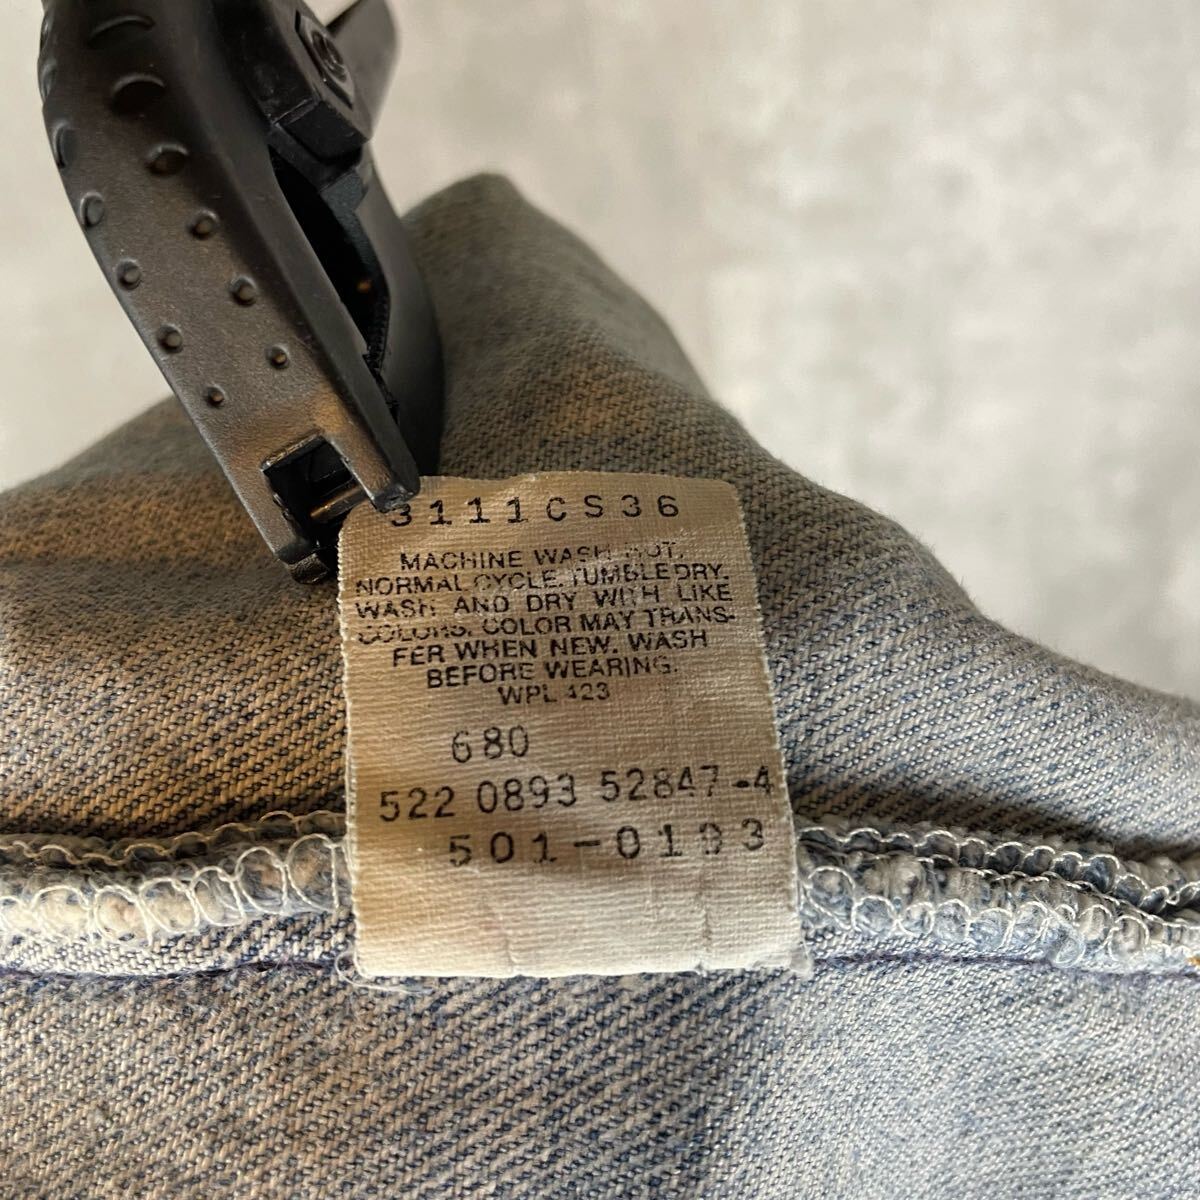 3111CS36
MACHINE WASH HOT.
NORMAL CYCLE. TUMBLE DRY.
WASH AND DRY WITH LIKE
COLORS. COLOR MAY TRANS-
FER WHEN NEW. WASH
BEFORE WEARING.
WPL 423
680
522 0893 52847-4
501-0193